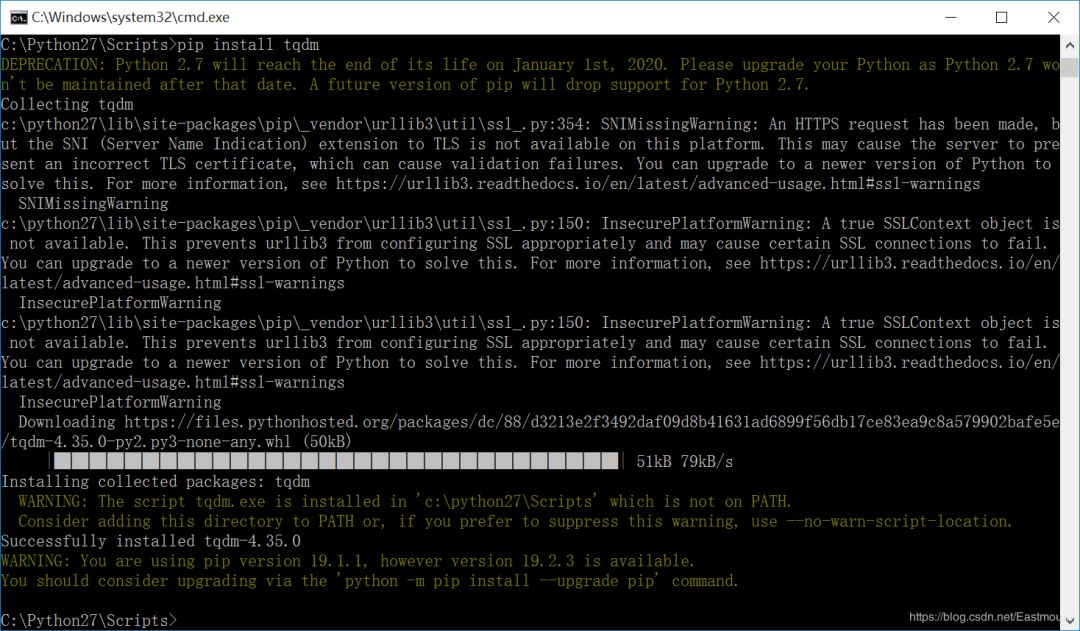 C:\Windows\system32\cmd.exe
C:\Python27\Scripts>pip install tqdm
DEPRECATION: Python 2.7 will reach the end of its life on January 1st, 2020. Please upgrade your Python as Python 2.7 wo
n't be maintained after that date. A future version of pip will drop support for Python 2.7.
Collecting tqdm
c:\python27\lib\site-packages\pip\_vendor\urllib3\util\ssl_.py:354: SNIMissingWarning: An HTTPS request has been made, b
ut the SNI (Server Name Indication) extension to TLS is not available on this platform. This may cause the server to pre
sent an incorrect TLS certificate, which can cause validation failures. You can upgrade to a newer version of Python to
solve this. For more information, see https://urllib3.readthedocs.io/en/latest/advanced-usage.html#ssl-warnings
  SNIMissingWarning
c:\python27\lib\site-packages\pip\_vendor\urllib3\util\ssl_.py:150: InsecurePlatformWarning: A true SSLContext object is
 not available. This prevents urllib3 from configuring SSL appropriately and may cause certain SSL connections to fail.
You can upgrade to a newer version of Python to solve this. For more information, see https://urllib3.readthedocs.io/en/
latest/advanced-usage.html#ssl-warnings
  InsecurePlatformWarning
c:\python27\lib\site-packages\pip\_vendor\urllib3\util\ssl_.py:150: InsecurePlatformWarning: A true SSLContext object is
 not available. This prevents urllib3 from configuring SSL appropriately and may cause certain SSL connections to fail.
You can upgrade to a newer version of Python to solve this. For more information, see https://urllib3.readthedocs.io/en/
latest/advanced-usage.html#ssl-warnings
  InsecurePlatformWarning
  Downloading https://files.pythonhosted.org/packages/dc/88/d3213e2f3492daf09d8b41631ad6899f56db17ce83ea9c8a579902bafe5e
/tqdm-4.35.0-py2.py3-none-any.whl (50kB)
51kB 79kB/s
Installing collected packages: tqdm
  WARNING: The script tqdm.exe is installed in 'c:\python27\Scripts' which is not on PATH.
  Consider adding this directory to PATH or, if you prefer to suppress this warning, use --no-warn-script-location.
Successfully installed tqdm-4.35.0
WARNING: You are using pip version 19.1.1, however version 19.2.3 is available.
You should consider upgrading via the 'python -m pip install --upgrade pip' command.
C:\Python27\Scripts>
https://blog.csdn.net/Eastmou